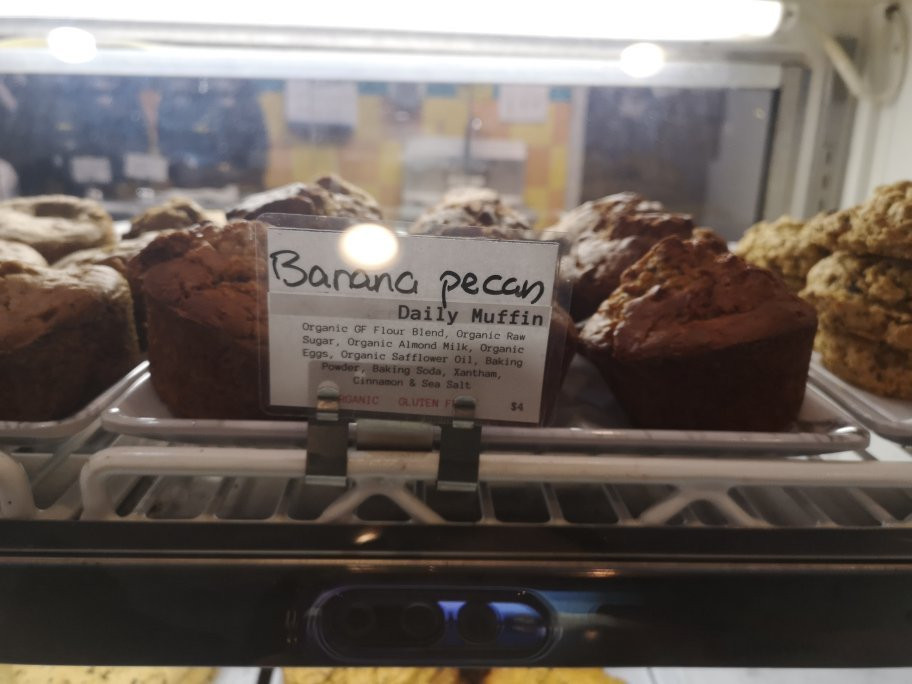 Banana pecan
Daily Muffin
Organic GF Flour Blend, Organic Raw
Sugar, Organic Almond Milk, Organic
Eggs, Organic Safflower Oil, Baking
Powder, Baking Soda, Xantham,
Cinnamon & Sea Salt
GLUTEN $4